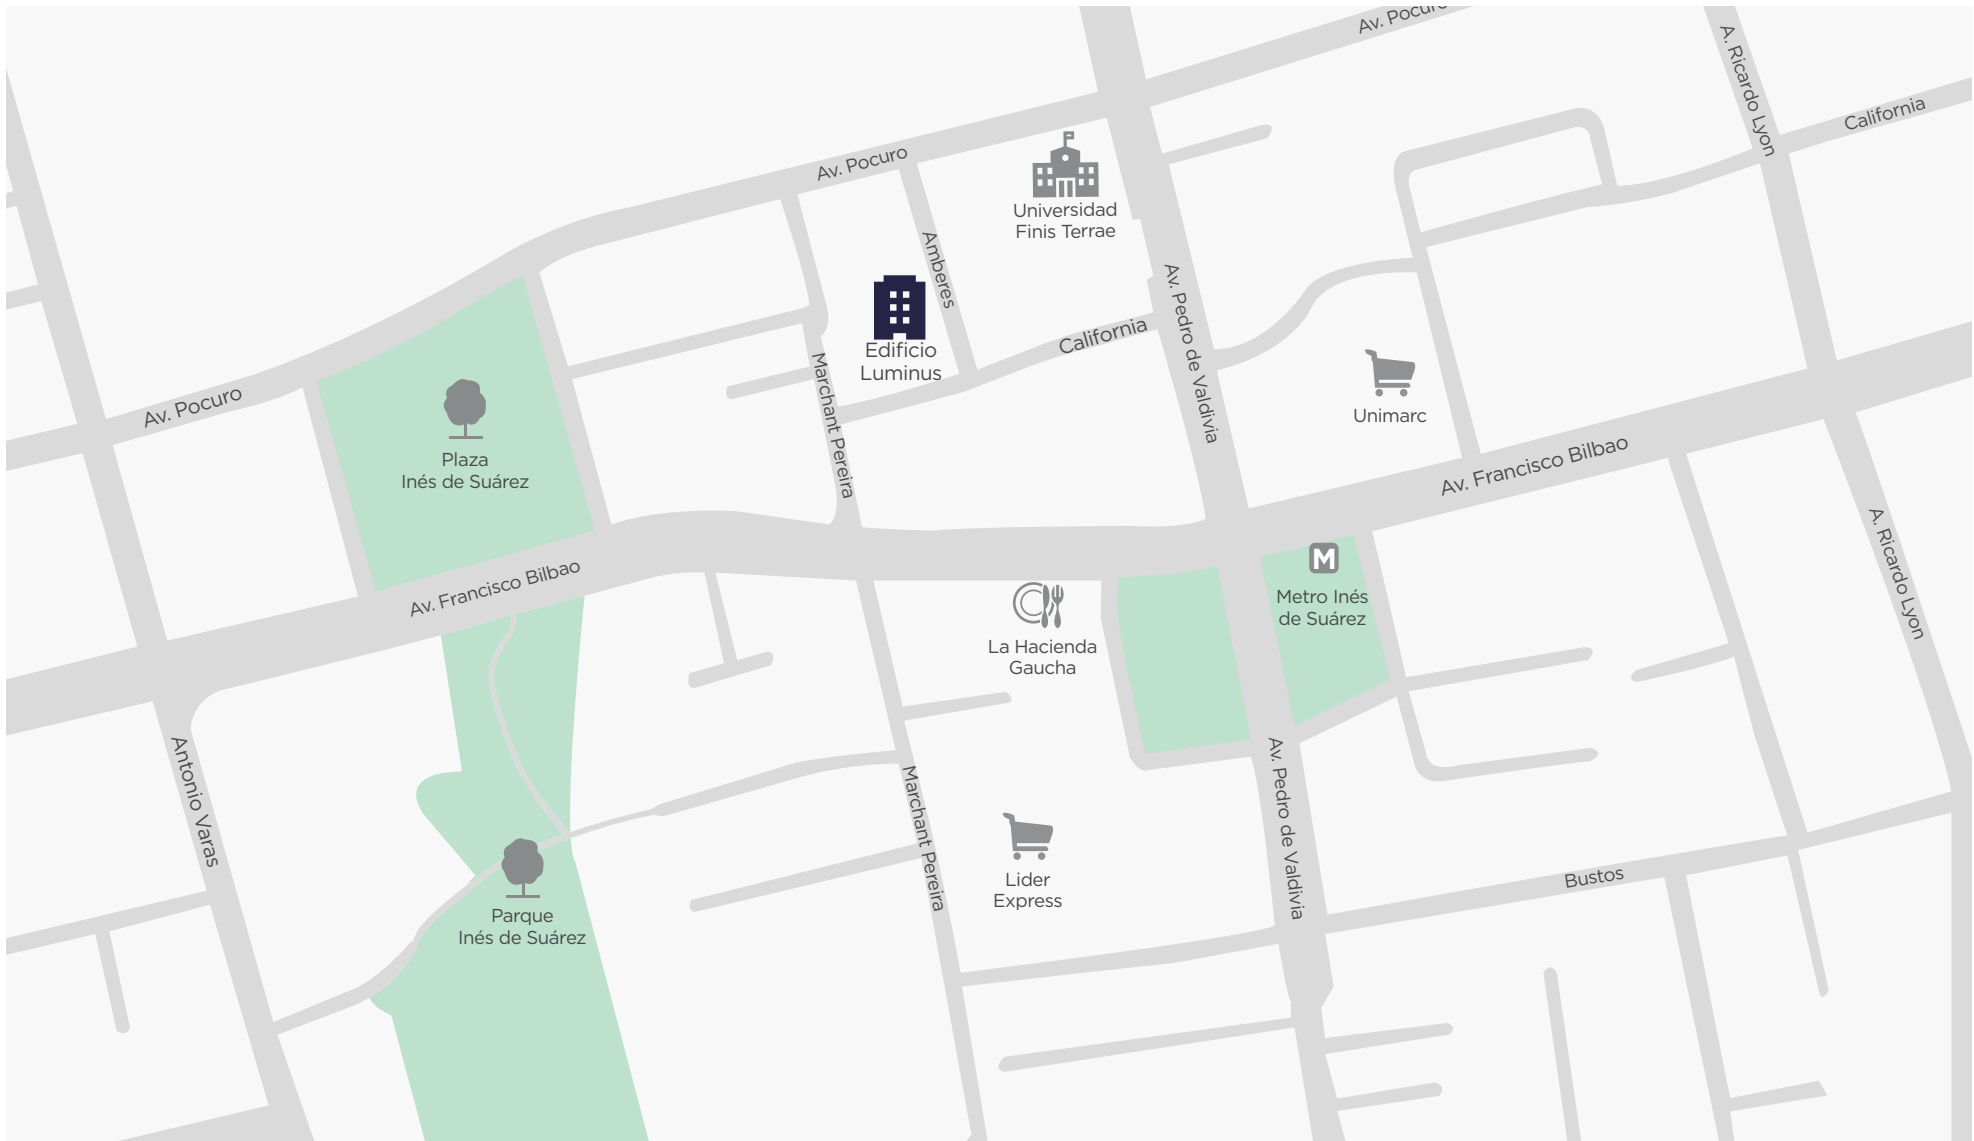 Av. Pocuro
A. Ricardo Lyon
California
Av. Pocuro
Universidad
Finis Terrae
Amberes
Av. Pedro de Valdivia
California
Edificio
Luminus
Marchant Pereira
Unimarc
Av. Pocuro
Plaza
Inés de Suárez
Av. Francisco Bilbao
A. Ricardo Lyon
Av. Francisco Bilbao
M
Metro Inés
de Suárez
La Hacienda
Gaucha
Antonio Varas
Marchant Pereira
Av. Pedro de Valdivia
Lider
Express
Bustos
Parque
Inés de Suárez